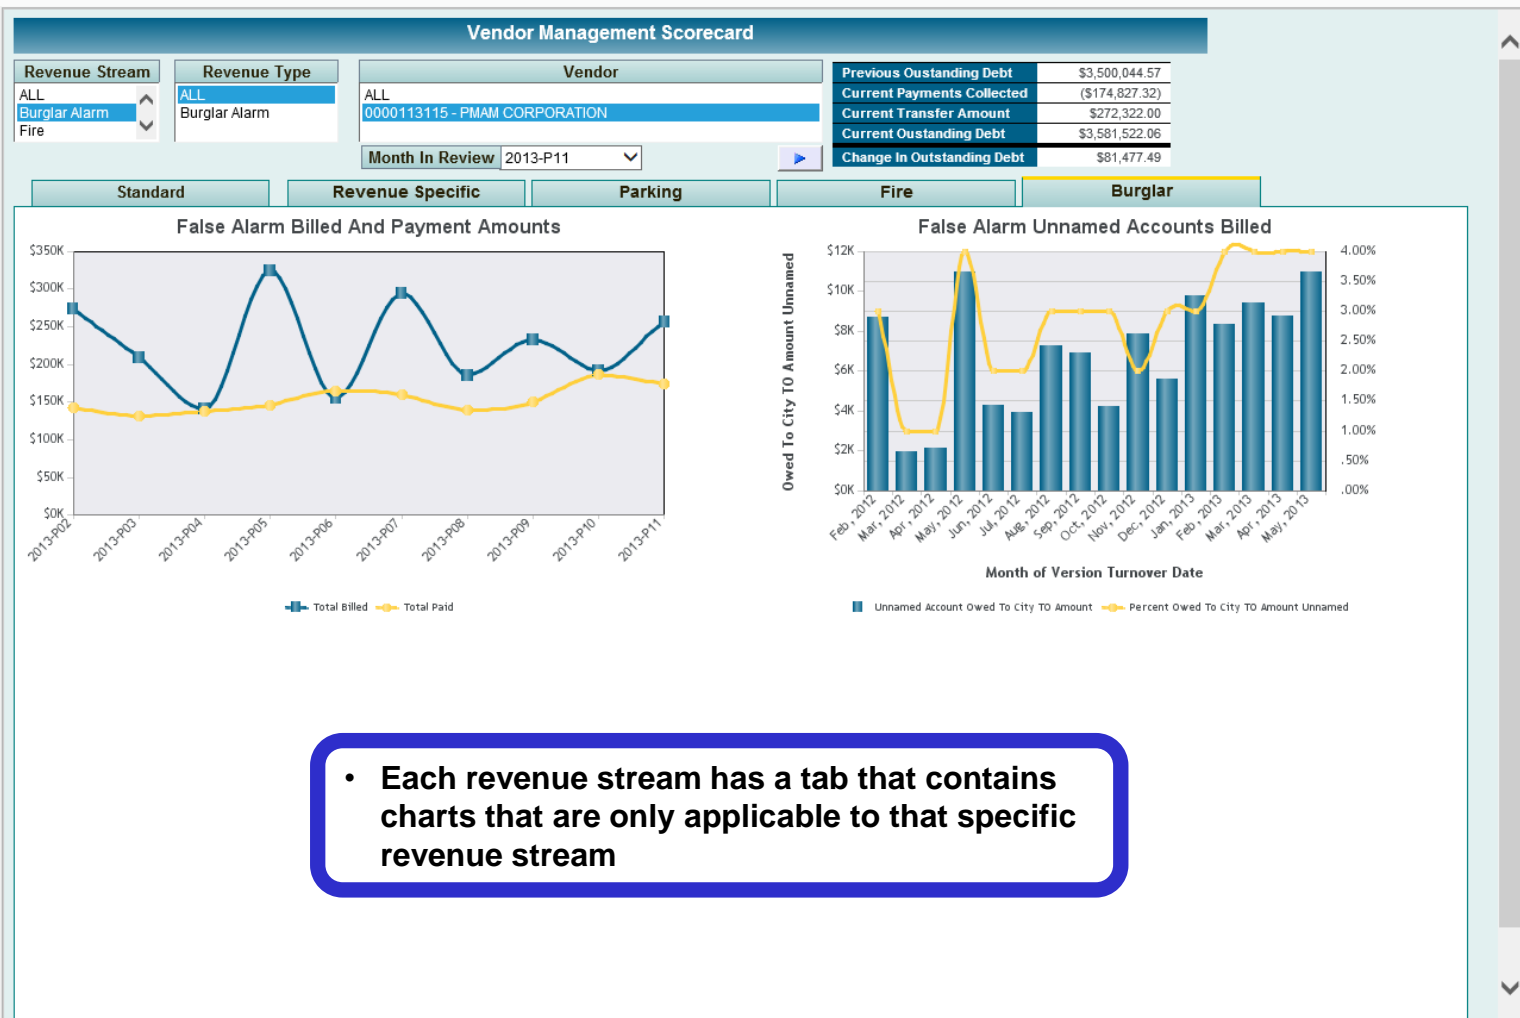 Vendor Management Scorecard
Revenue Stream
ALL
Burglar Alarm
Fire
Revenue Type
ALL
Burglar Alarm
Vendor
ALL
0000113115 - PMAM CORPORATION
Month In Review 2013-P11
Previous Oustanding Debt $3,500,044.57
Current Payments Collected ($174,827.32)
Current Transfer Amount $272,322.00
Current Oustanding Debt $3,581,522.06
Change In Outstanding Debt $81,477.49
Standard Revenue Specific Parking Fire Burglar
False Alarm Billed And Payment Amounts
$350K
$300K
$250K
$200K
$150K
$100K
$50K
$0K
2013-P02 2013-P03 2013-P04 2013-P05 2013-P06 2013-P07 2013-P08 2013-P09 2013-P10 2013-P11
Total Billed Total Paid
False Alarm Unnamed Accounts Billed
Owed To City TO Amount Unnamed
$12K
$10K
$8K
$6K
$4K
$2K
$0K
4.00%
3.50%
3.00%
2.50%
2.00%
1.50%
1.00%
.50%
.00%
Feb, 2012 Mar, 2012 Apr, 2012 May, 2012 Jun, 2012 Jul, 2012 Aug, 2012 Sep, 2012 Oct, 2012 Nov, 2012 Dec, 2012 Jan, 2013 Feb, 2013 Mar, 2013 Apr, 2013 May, 2013
Month of Version Turnover Date
Unnamed Account Owed To City TO Amount Percent Owed To City TO Amount Unnamed
• Each revenue stream has a tab that contains
charts that are only applicable to that specific
revenue stream